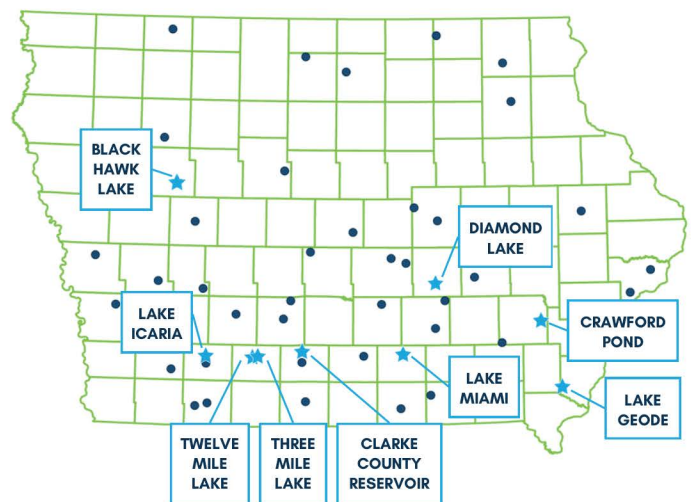 BLACK
HAWK
LAKE
DIAMOND
LAKE
LAKE
ICARIA
CRAWFORD
POND
LAKE
MIAMI
LAKE
GEODE
TWELVE
MILE
LAKE
THREE
MILE
LAKE
CLARKE
COUNTY
RESERVOIR